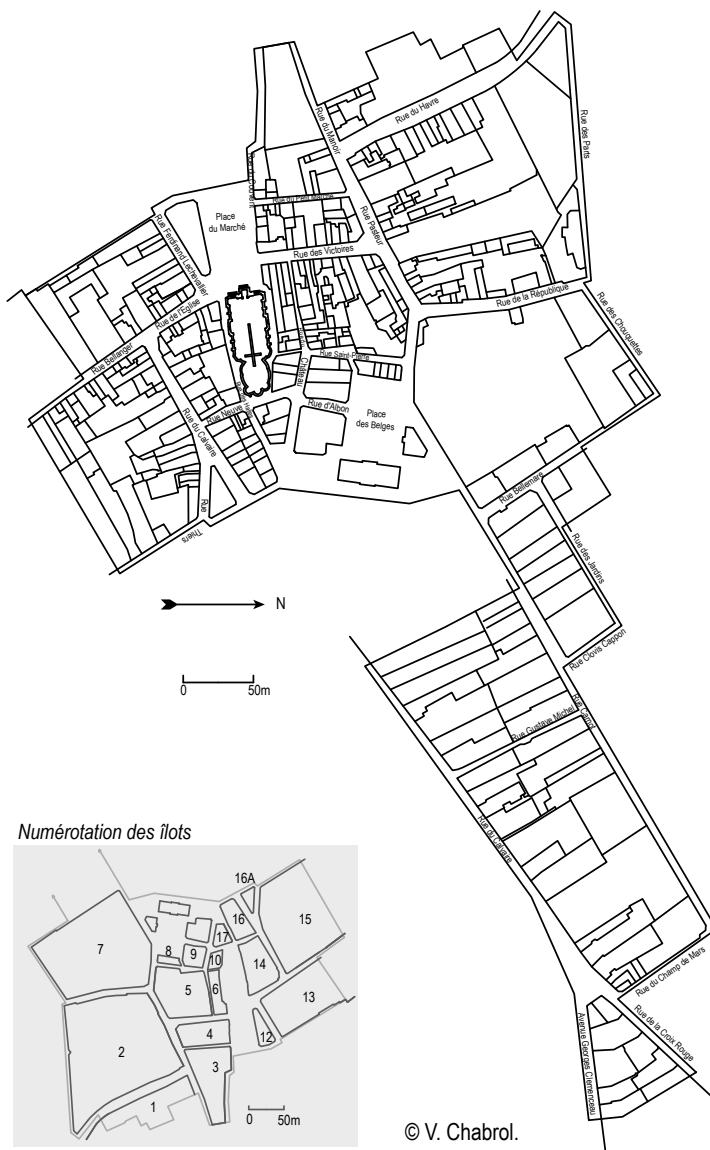 Rue du Havre
Rue du Manoir
Rue des Parts
Rue du Petit Marché
Place
du Marché
Rue Pasteur
Rue Ferdinand Lechevallier
Rue des Victoires
Rue de la République
Rue de l'Eglise
Rue des Chouquettes
Rue Bellanger
Rue Saint-Pierre
Château
Rue d'Albon
Rue Neuve
Place
des Belges
Rue du Calvaire
Rue
Thiers
Rue Bellemare
Rue des Jardins
N
0 50m
Rue Clovis Cappon
Rue Carnot
Rue Gustave Michel
Rue du Calvaire
Rue du Champ de Mars
Rue de la Croix Rouge
Avenue Georges Clemenceau
Numérotation des îlots
16A
16
15
7
17
8
9
10
14
5
6
13
4
12
2
3
1
0 50m
© V. Chabrol.